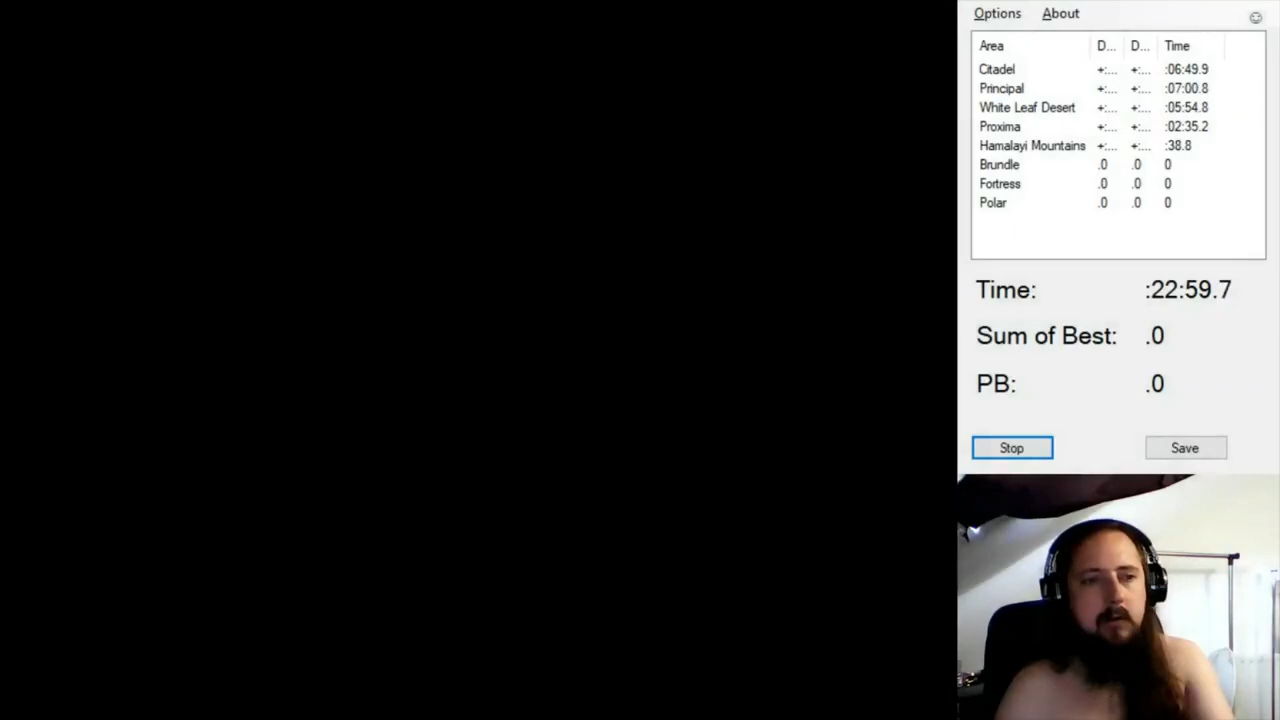 Options About
Area D... D... Time
Citadel +:... +:... :06:49.9
Principal +:... +:... :07:00.8
White Leaf Desert +:... +:... :05:54.8
Proxima +:... +:... :02:35.2
Hamalayi Mountains +:... +:... :38.8
Brundle .0 .0 0
Fortress .0 .0 0
Polar .0 .0 0
Time: :22:59.7
Sum of Best: .0
PB: .0
Stop Save